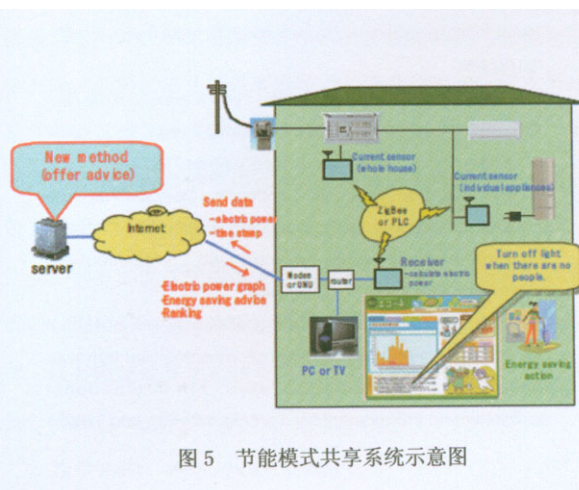 New method
(offer advice)
server
Internet
Send data
-electric power
-time stamp
-Electric power graph
-Energy saving advice
-Ranking
Current sensor
(whole house)
Current sensor
(individual appliances)
ZigBee
or PLC
Receiver
-calculate electric
power
Modem
or ONU
router
PC or TV
Turn off light
when there are no
people.
Energy saving
action
图 5 节能模式共享系统示意图